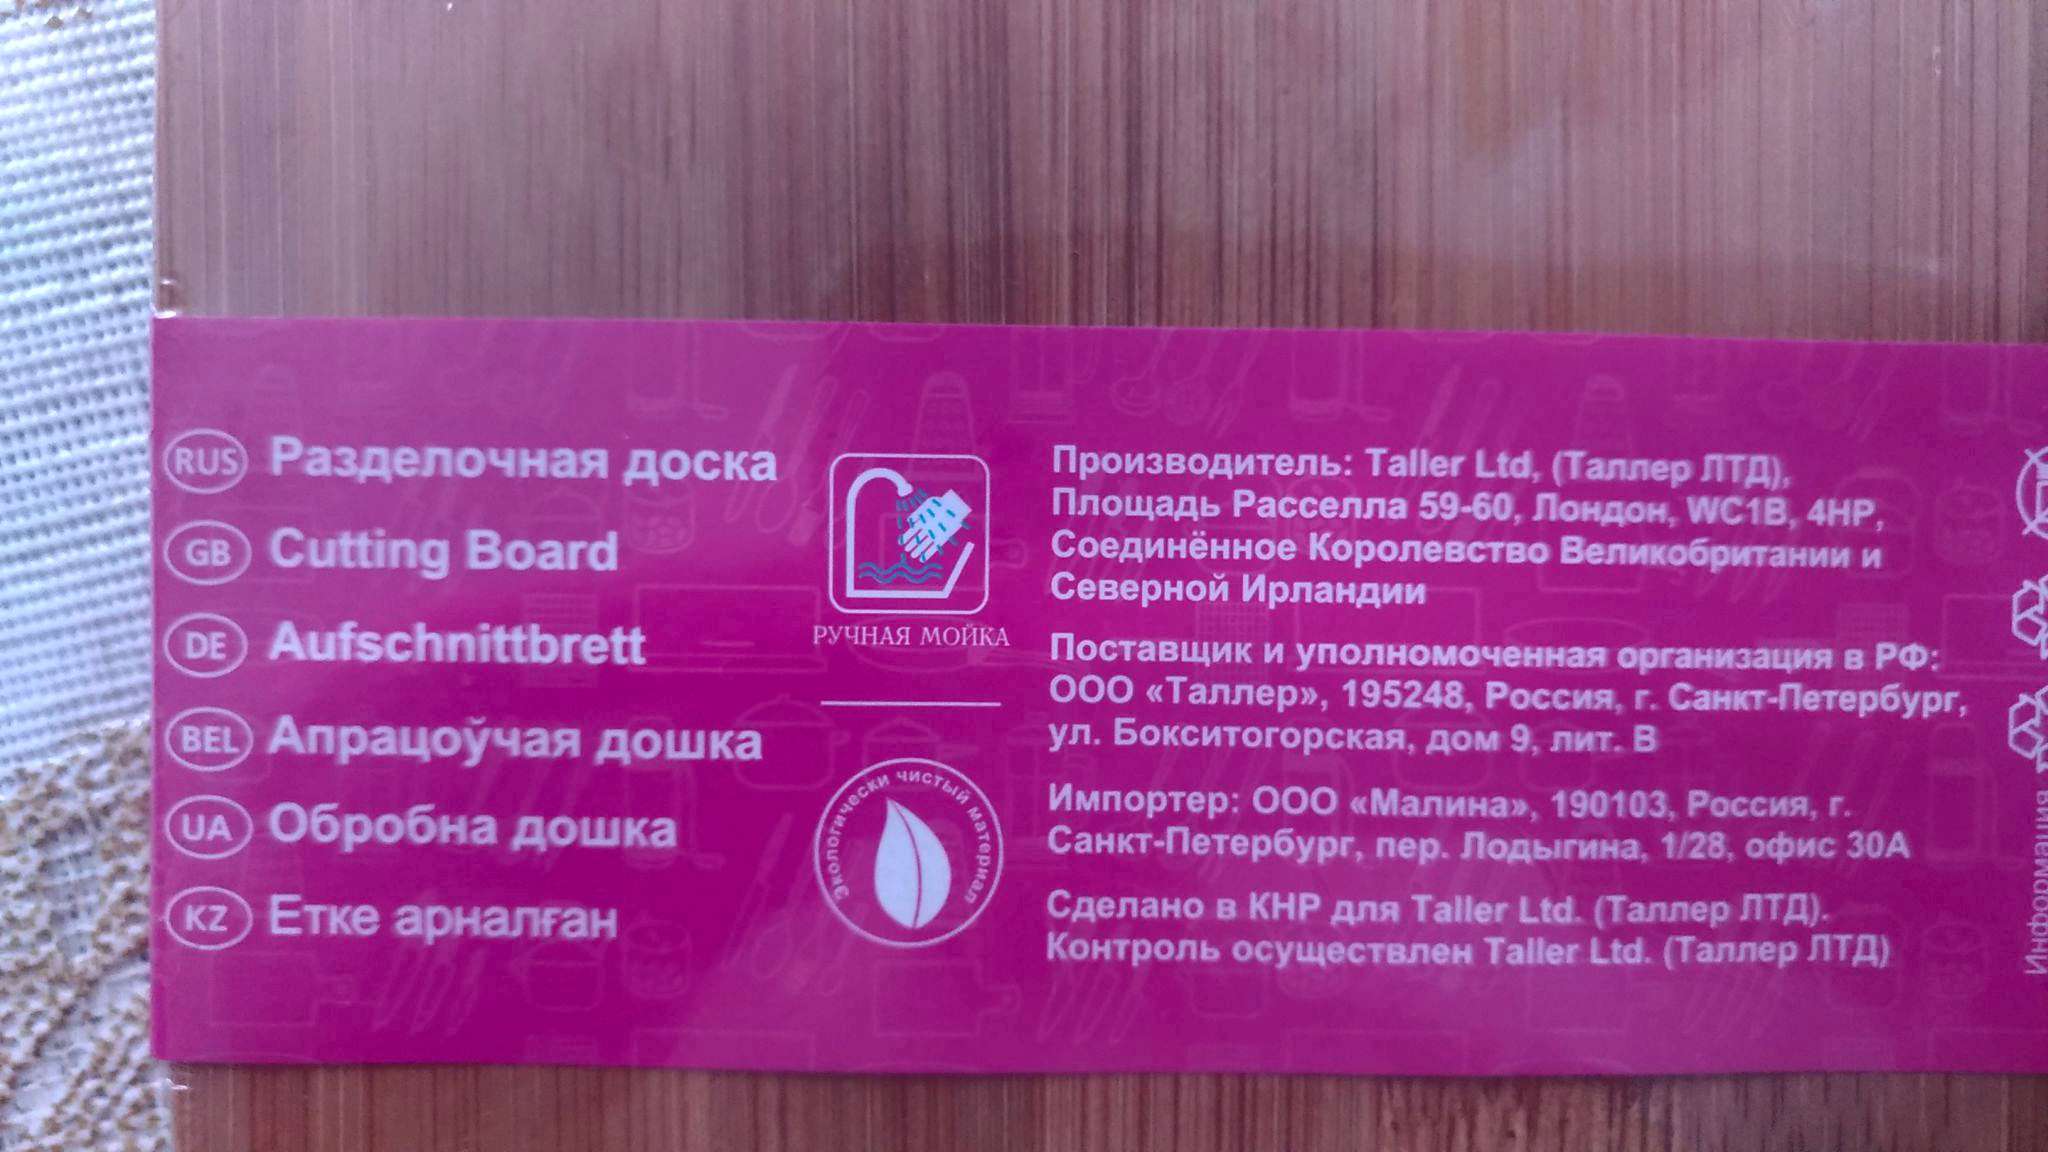 RUS Разделочная доска
GB Cutting Board
DE Aufschnittbrett
BEL Апрацоўчая дошка
UA Обробна дошка
KZ Етке арналған
РУЧНАЯ МОЙКА
Экологически чистый материал
Производитель: Taller Ltd, (Таллер ЛТД),
Площадь Расселла 59-60, Лондон, WC1B, 4HP,
Соединённое Королевство Великобритании и
Северной Ирландии
Поставщик и уполномоченная организация в РФ:
ООО «Таллер», 195248, Россия, г. Санкт-Петербург,
ул. Бокситогорская, дом 9, лит. В
Импортер: ООО «Малина», 190103, Россия, г.
Санкт-Петербург, пер. Лодыгина, 1/28, офис 30А
Сделано в КНР для Taller Ltd. (Таллер ЛТД).
Контроль осуществлен Taller Ltd. (Таллер ЛТД)
Информация